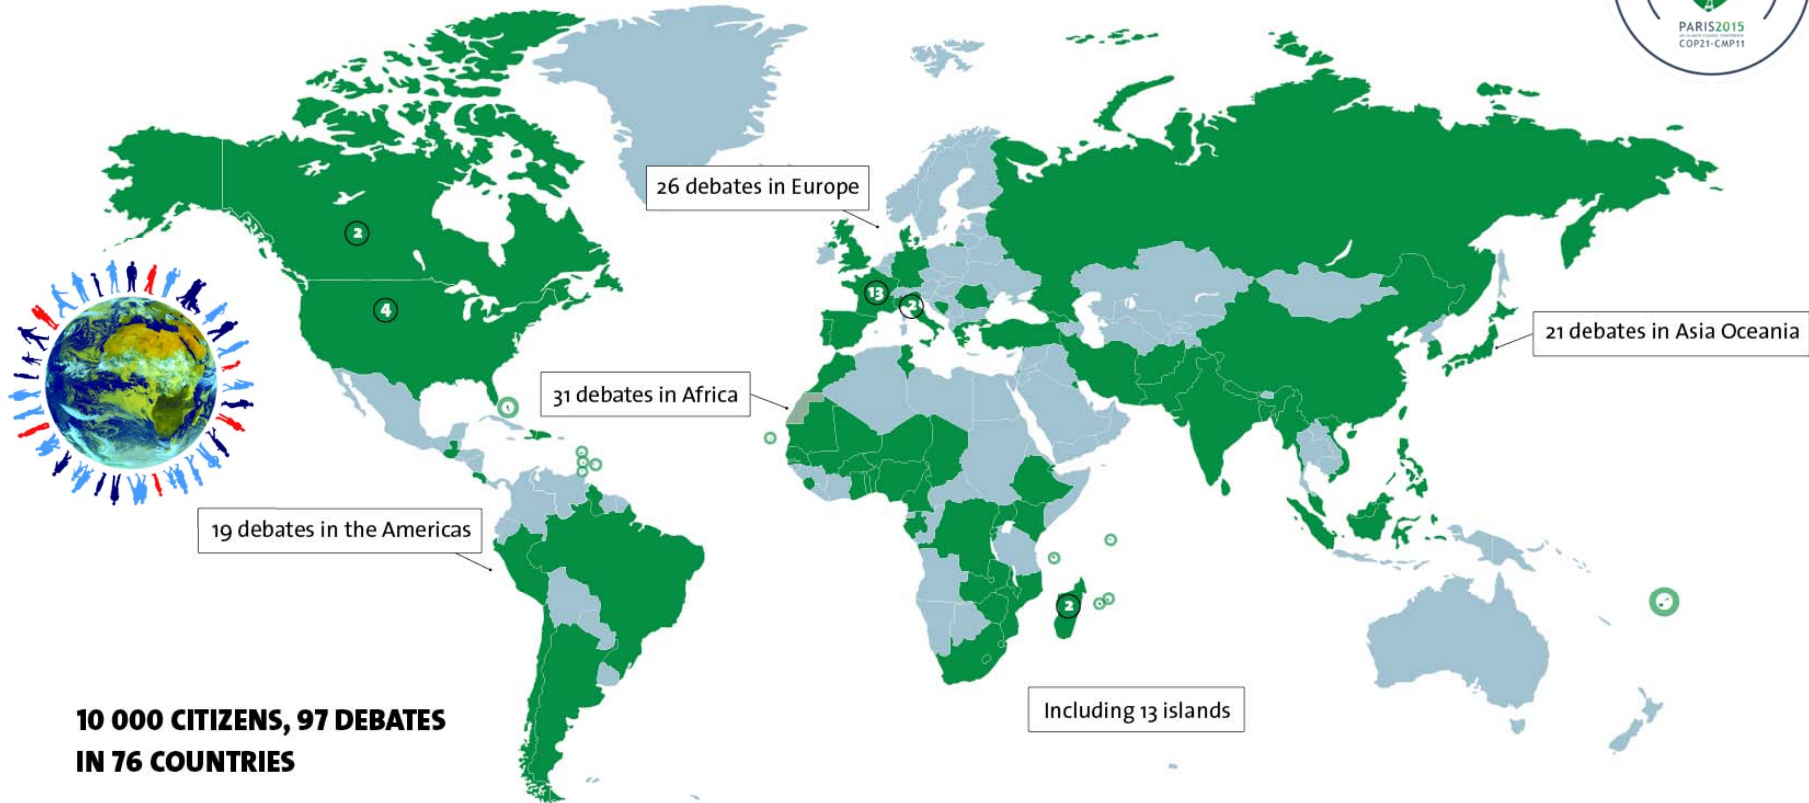 PARIS2015
COP21·CMP11
26 debates in Europe
2
13
2
4
21 debates in Asia Oceania
31 debates in Africa
19 debates in the Americas
2
Including 13 islands
10 000 CITIZENS, 97 DEBATES
IN 76 COUNTRIES